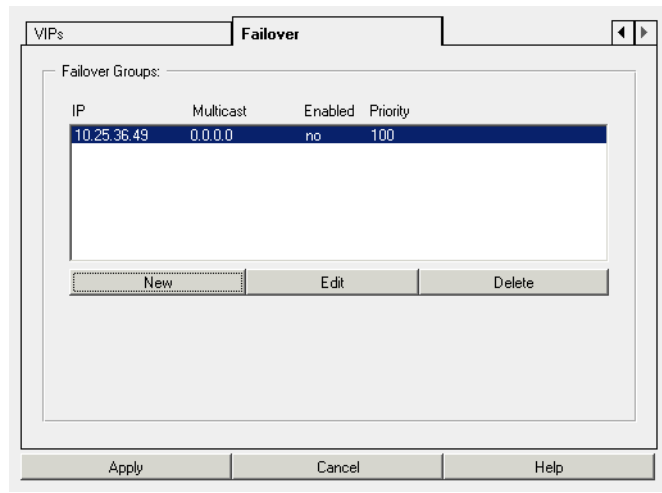 VIPs Failover
Failover Groups:
IP Multicast Enabled Priority
10.25.36.49 0.0.0.0 no 100
New Edit Delete
Apply Cancel Help